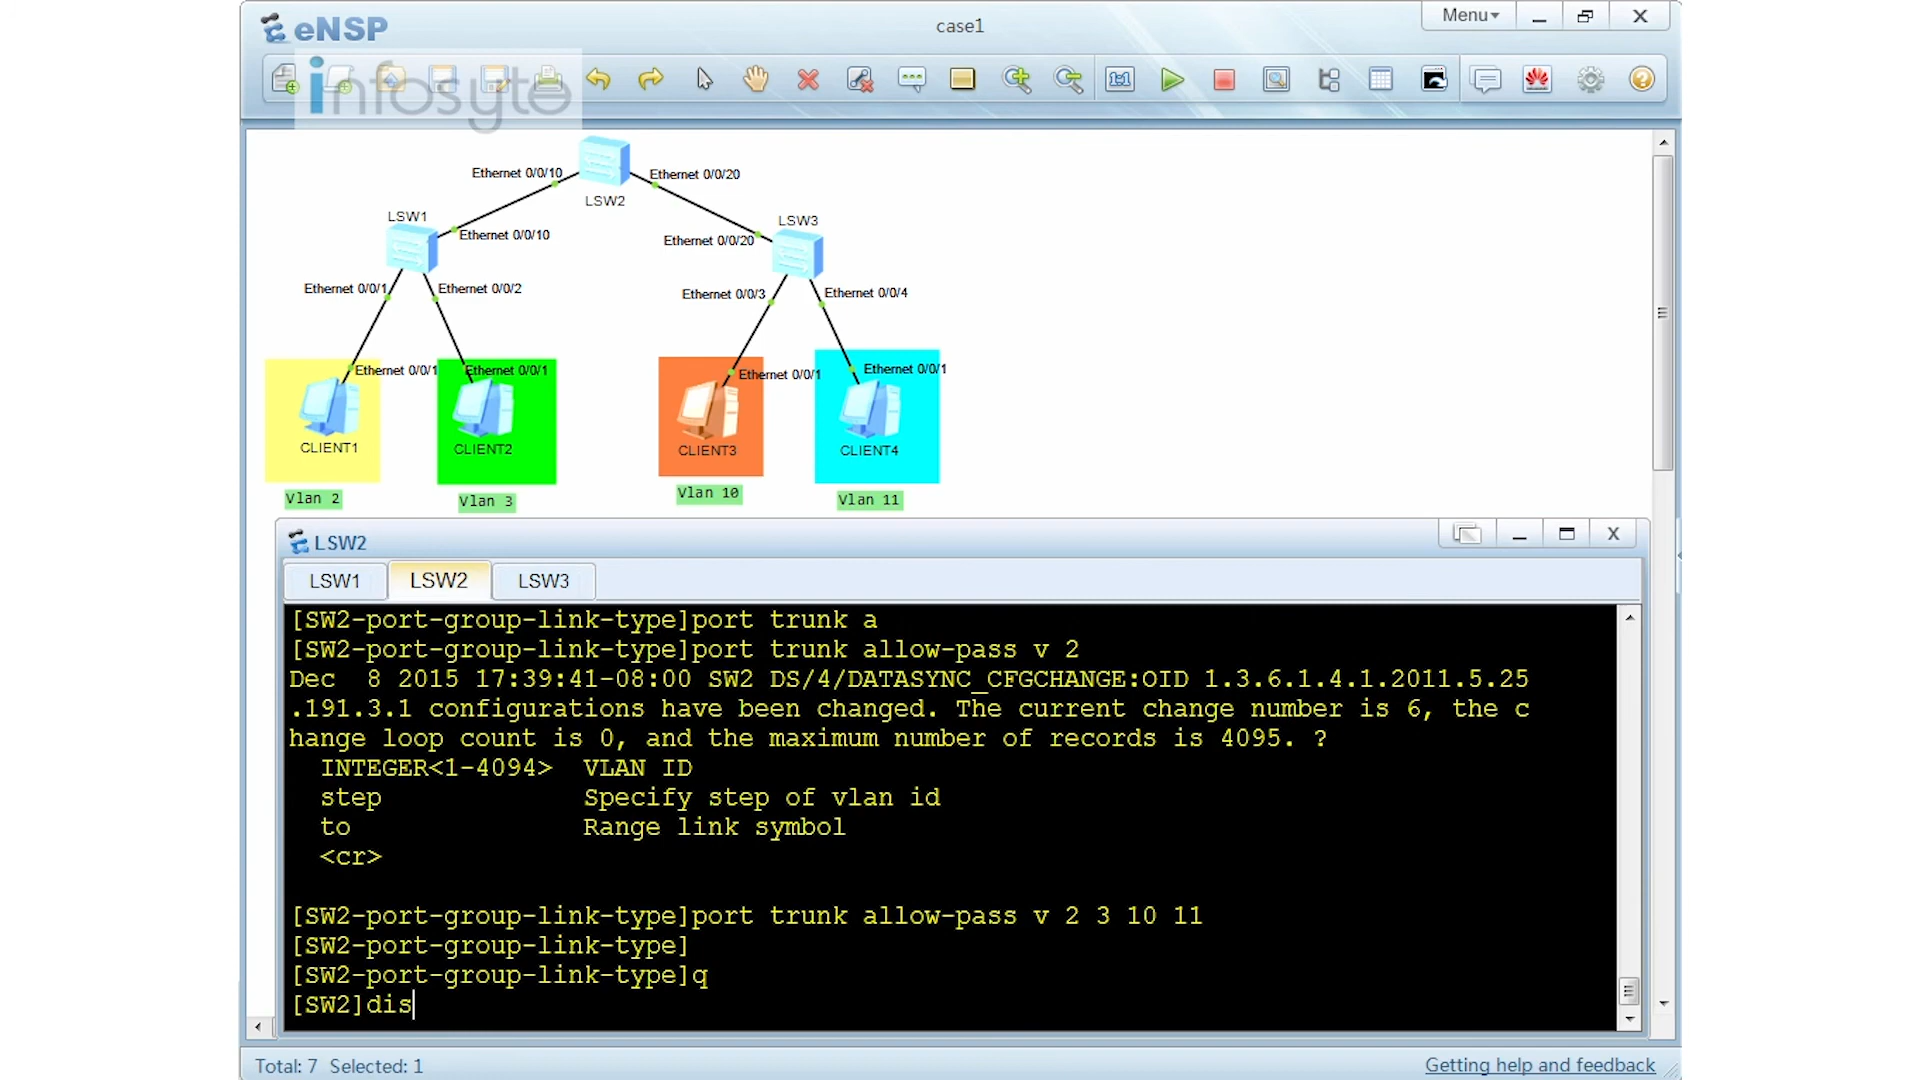 eNSP
case1
Menu
infosyte
Ethernet 0/0/10
Ethernet 0/0/20
LSW2
LSW1
LSW3
Ethernet 0/0/10
Ethernet 0/0/20
Ethernet 0/0/1
Ethernet 0/0/2
Ethernet 0/0/3
Ethernet 0/0/4
Ethernet 0/0/1
Ethernet 0/0/1
Ethernet 0/0/1
Ethernet 0/0/1
CLIENT1
CLIENT2
CLIENT3
CLIENT4
Vlan 2
Vlan 3
Vlan 10
Vlan 11
LSW2
LSW1 LSW2 LSW3
[SW2-port-group-link-type]port trunk a
[SW2-port-group-link-type]port trunk allow-pass v 2
Dec  8 2015 17:39:41-08:00 SW2 DS/4/DATASYNC_CFGCHANGE:OID 1.3.6.1.4.1.2011.5.25
.191.3.1 configurations have been changed. The current change number is 6, the c
hange loop count is 0, and the maximum number of records is 4095. ?
  INTEGER<1-4094>  VLAN ID
  step             Specify step of vlan id
  to               Range link symbol
  <cr>
[SW2-port-group-link-type]port trunk allow-pass v 2 3 10 11
[SW2-port-group-link-type]
[SW2-port-group-link-type]q
[SW2]dis
Total: 7 Selected: 1
Getting help and feedback